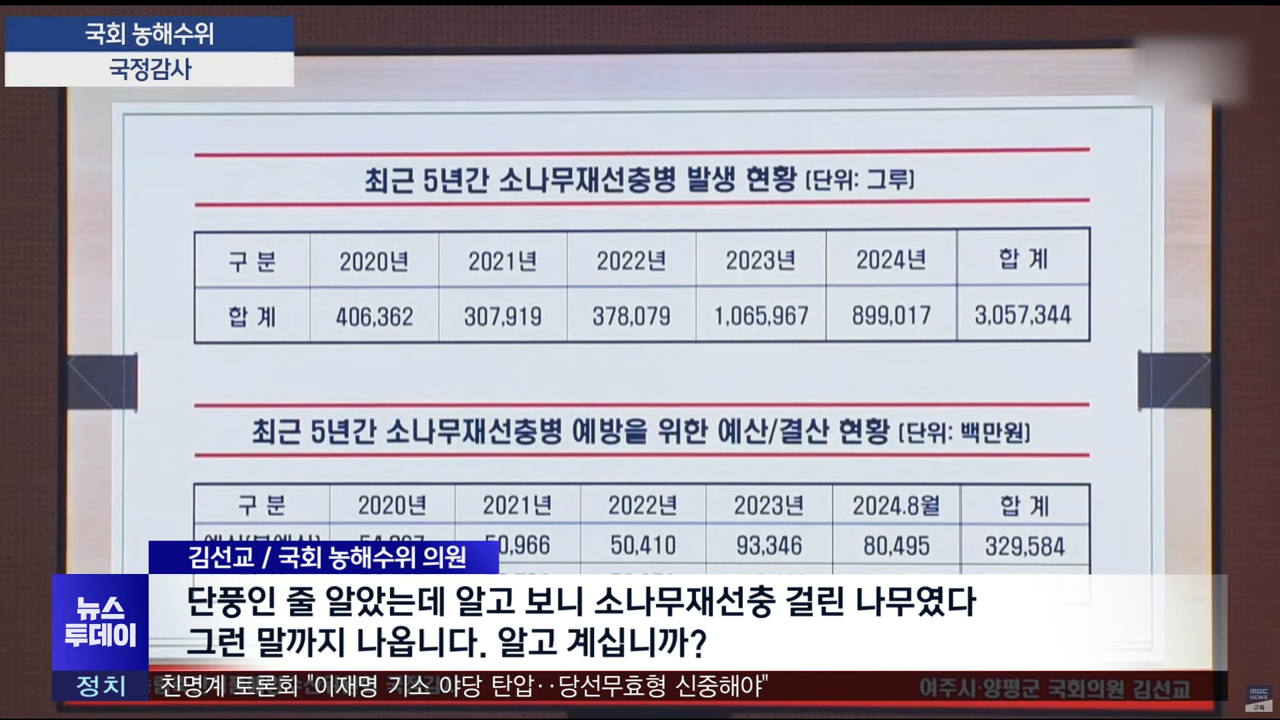 국회 농해수위
국정감사
최근 5년간 소나무재선충병 발생 현황 (단위: 그루)
구 분 2020년 2021년 2022년 2023년 2024년 합 계
합 계 406,362 307,919 378,079 1,065,967 899,017 3,057,344
최근 5년간 소나무재선충병 예방을 위한 예산/결산 현황 (단위: 백만원)
구 분 2020년 2021년 2022년 2023년 2024.8월 합 계
50,410 93,346 80,495 329,584
김선교 / 국회 농해수위 의원
뉴스
투데이
단풍인 줄 알았는데 알고 보니 소나무재선충 걸린 나무였다
그런 말까지 나옵니다. 알고 계십니까?
정치
친명계 토론회 "이재명 기소 야당 탄압‥당선무효형 신중해야"
여주시·양평군 국회의원 김선교
MBC
NEWS
구독